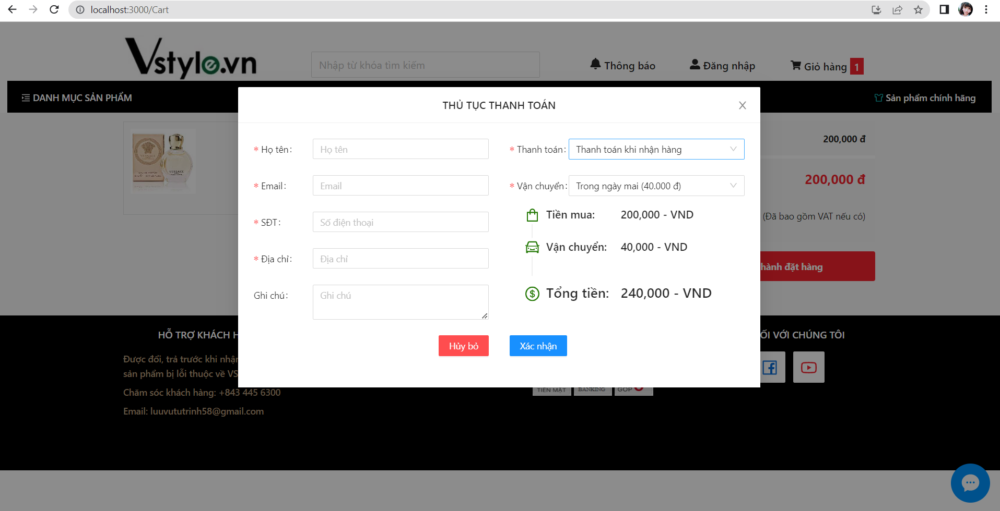 localhost:3000/Cart
Vstyle.vn
Nhập từ khóa tìm kiếm
Thông báo
Đăng nhập
Giỏ hàng 1
DANH MỤC SẢN PHẨM
Sản phẩm chính hãng
THỦ TỤC THANH TOÁN
* Họ tên:
Họ tên
* Thanh toán:
Thanh toán khi nhận hàng
* Email:
Email
* Vận chuyển:
Trong ngày mai (40.000 đ)
* SĐT:
Số điện thoại
Tiền mua: 200,000 - VND
Vận chuyển: 40,000 - VND
* Địa chỉ:
Địa chỉ
Tổng tiền: 240,000 - VND
Ghi chú:
Ghi chú
Hủy bỏ
Xác nhận
VERSACE
200,000 đ
200,000 đ
(Đã bao gồm VAT nếu có)
hành đặt hàng
HỖ TRỢ KHÁCH H
Được đổi, trả trước khi nhận
sản phẩm bị lỗi thuộc về VS
Chăm sóc khách hàng: +843 445 6300
Email: luuvututrinh58@gmail.com
TIỀN MẶT
BANKING
GÓP
ỐI VỚI CHÚNG TÔI